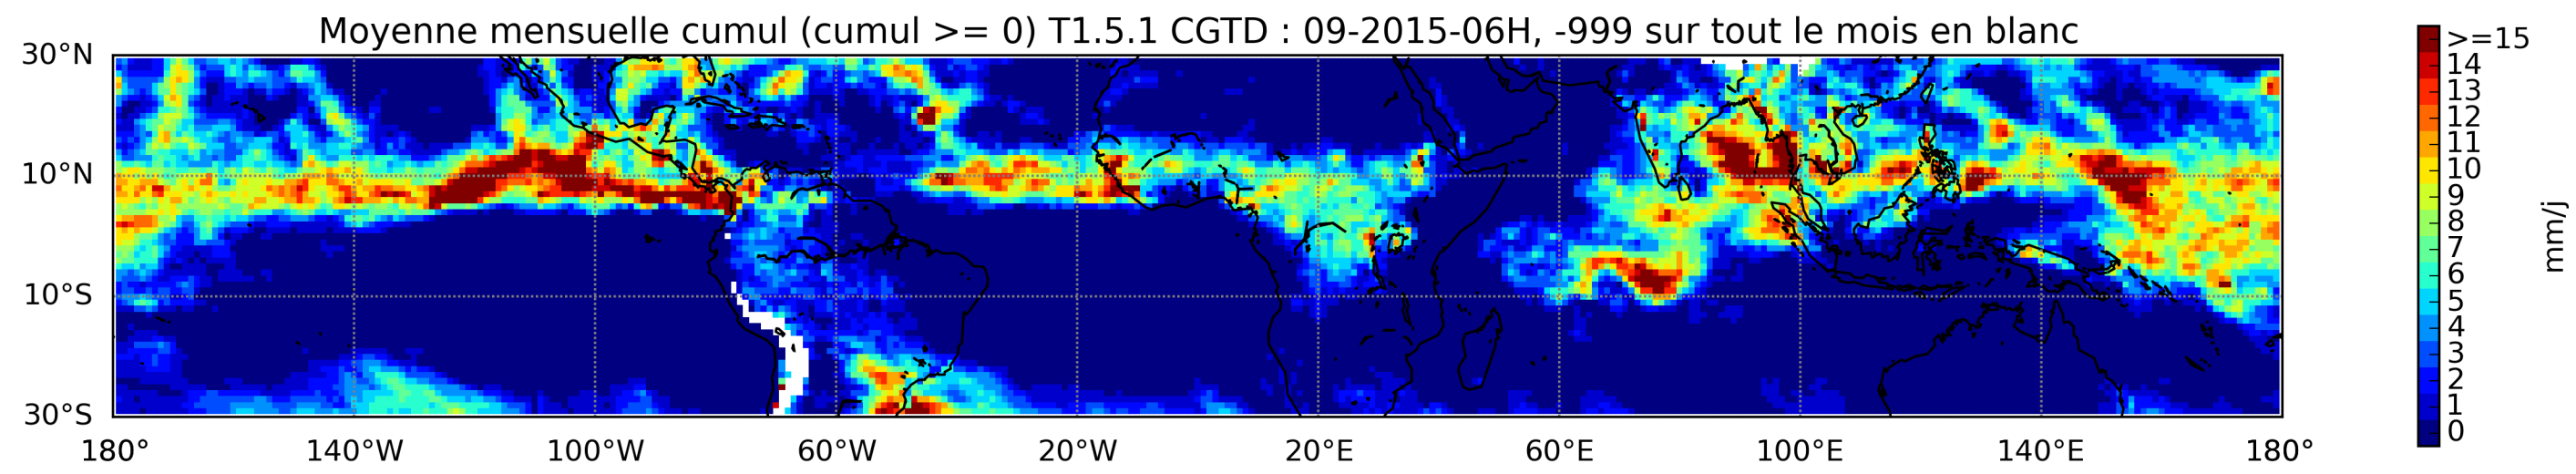 Moyenne mensuelle cumul (cumul >= 0) T1.5.1 CGTD : 09-2015-06H, -999 sur tout le mois en blanc
30°N
10°N
10°S
30°S
180°
140°W
100°W
60°W
20°W
20°E
60°E
100°E
140°E
180°
>=15
14
13
12
11
10
9
8
7
6
5
4
3
2
1
0
mm/j